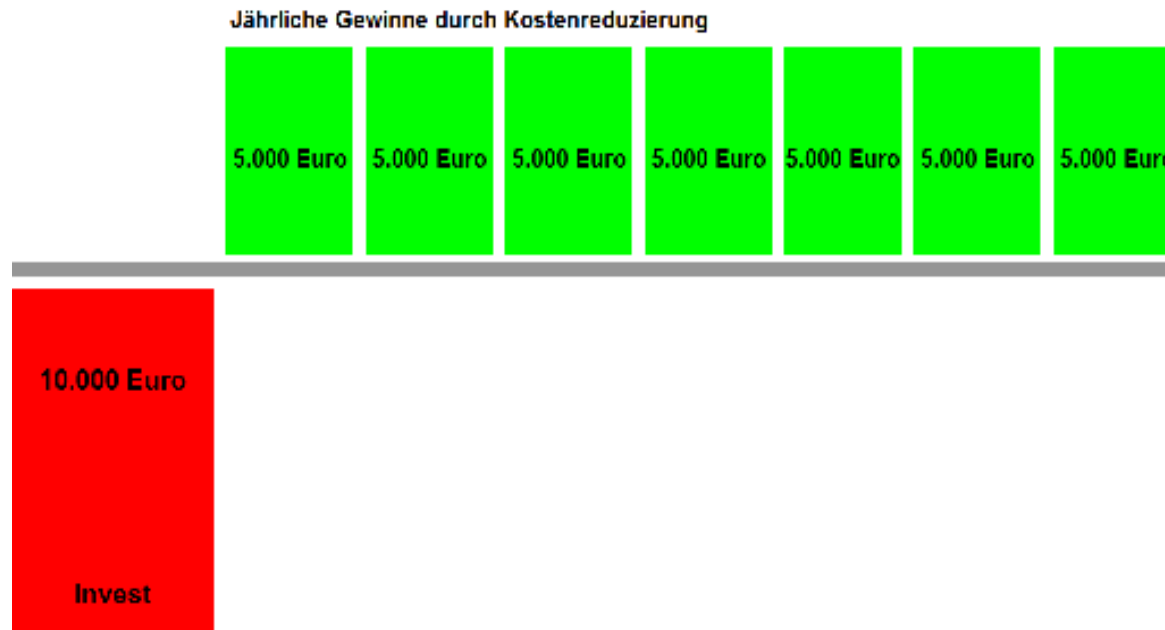 Jährliche Gewinne durch Kostenreduzierung
5.000 Euro 5.000 Euro 5.000 Euro 5.000 Euro 5.000 Euro 5.000 Euro 5.000 Euro
10.000 Euro
Invest